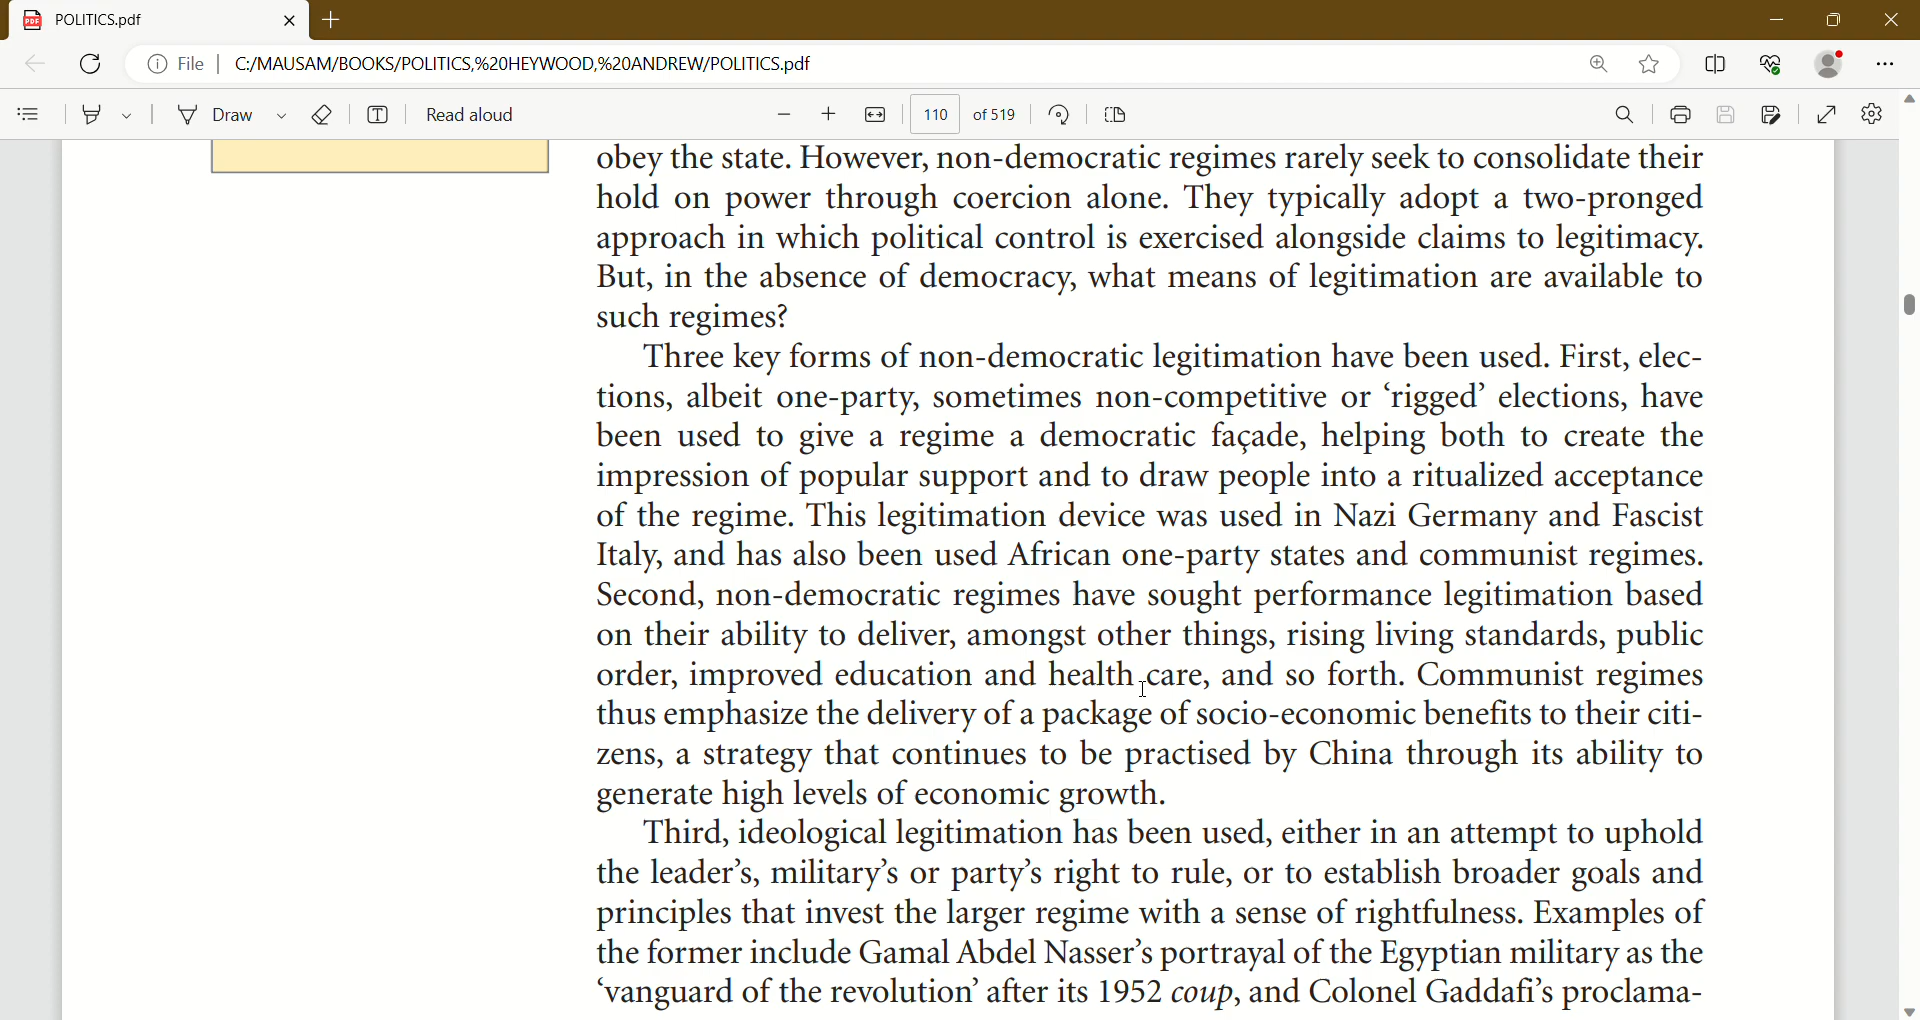 POLITICS.pdf
File
C:/MAUSAM/BOOKS/POLITICS,%20HEYWOOD,%20ANDREW/POLITICS.pdf
Draw
Read aloud
110 of 519
obey the state. However, non-democratic regimes rarely seek to consolidate their
hold on power through coercion alone. They typically adopt a two-pronged
approach in which political control is exercised alongside claims to legitimacy.
But, in the absence of democracy, what means of legitimation are available to
such regimes?
Three key forms of non-democratic legitimation have been used. First, elec-
tions, albeit one-party, sometimes non-competitive or ‘rigged’ elections, have
been used to give a regime a democratic façade, helping both to create the
impression of popular support and to draw people into a ritualized acceptance
of the regime. This legitimation device was used in Nazi Germany and Fascist
Italy, and has also been used African one-party states and communist regimes.
Second, non-democratic regimes have sought performance legitimation based
on their ability to deliver, amongst other things, rising living standards, public
order, improved education and health care, and so forth. Communist regimes
thus emphasize the delivery of a package of socio-economic benefits to their citi-
zens, a strategy that continues to be practised by China through its ability to
generate high levels of economic growth.
Third, ideological legitimation has been used, either in an attempt to uphold
the leader’s, military’s or party’s right to rule, or to establish broader goals and
principles that invest the larger regime with a sense of rightfulness. Examples of
the former include Gamal Abdel Nasser’s portrayal of the Egyptian military as the
‘vanguard of the revolution’ after its 1952 coup, and Colonel Gaddafi’s proclama-